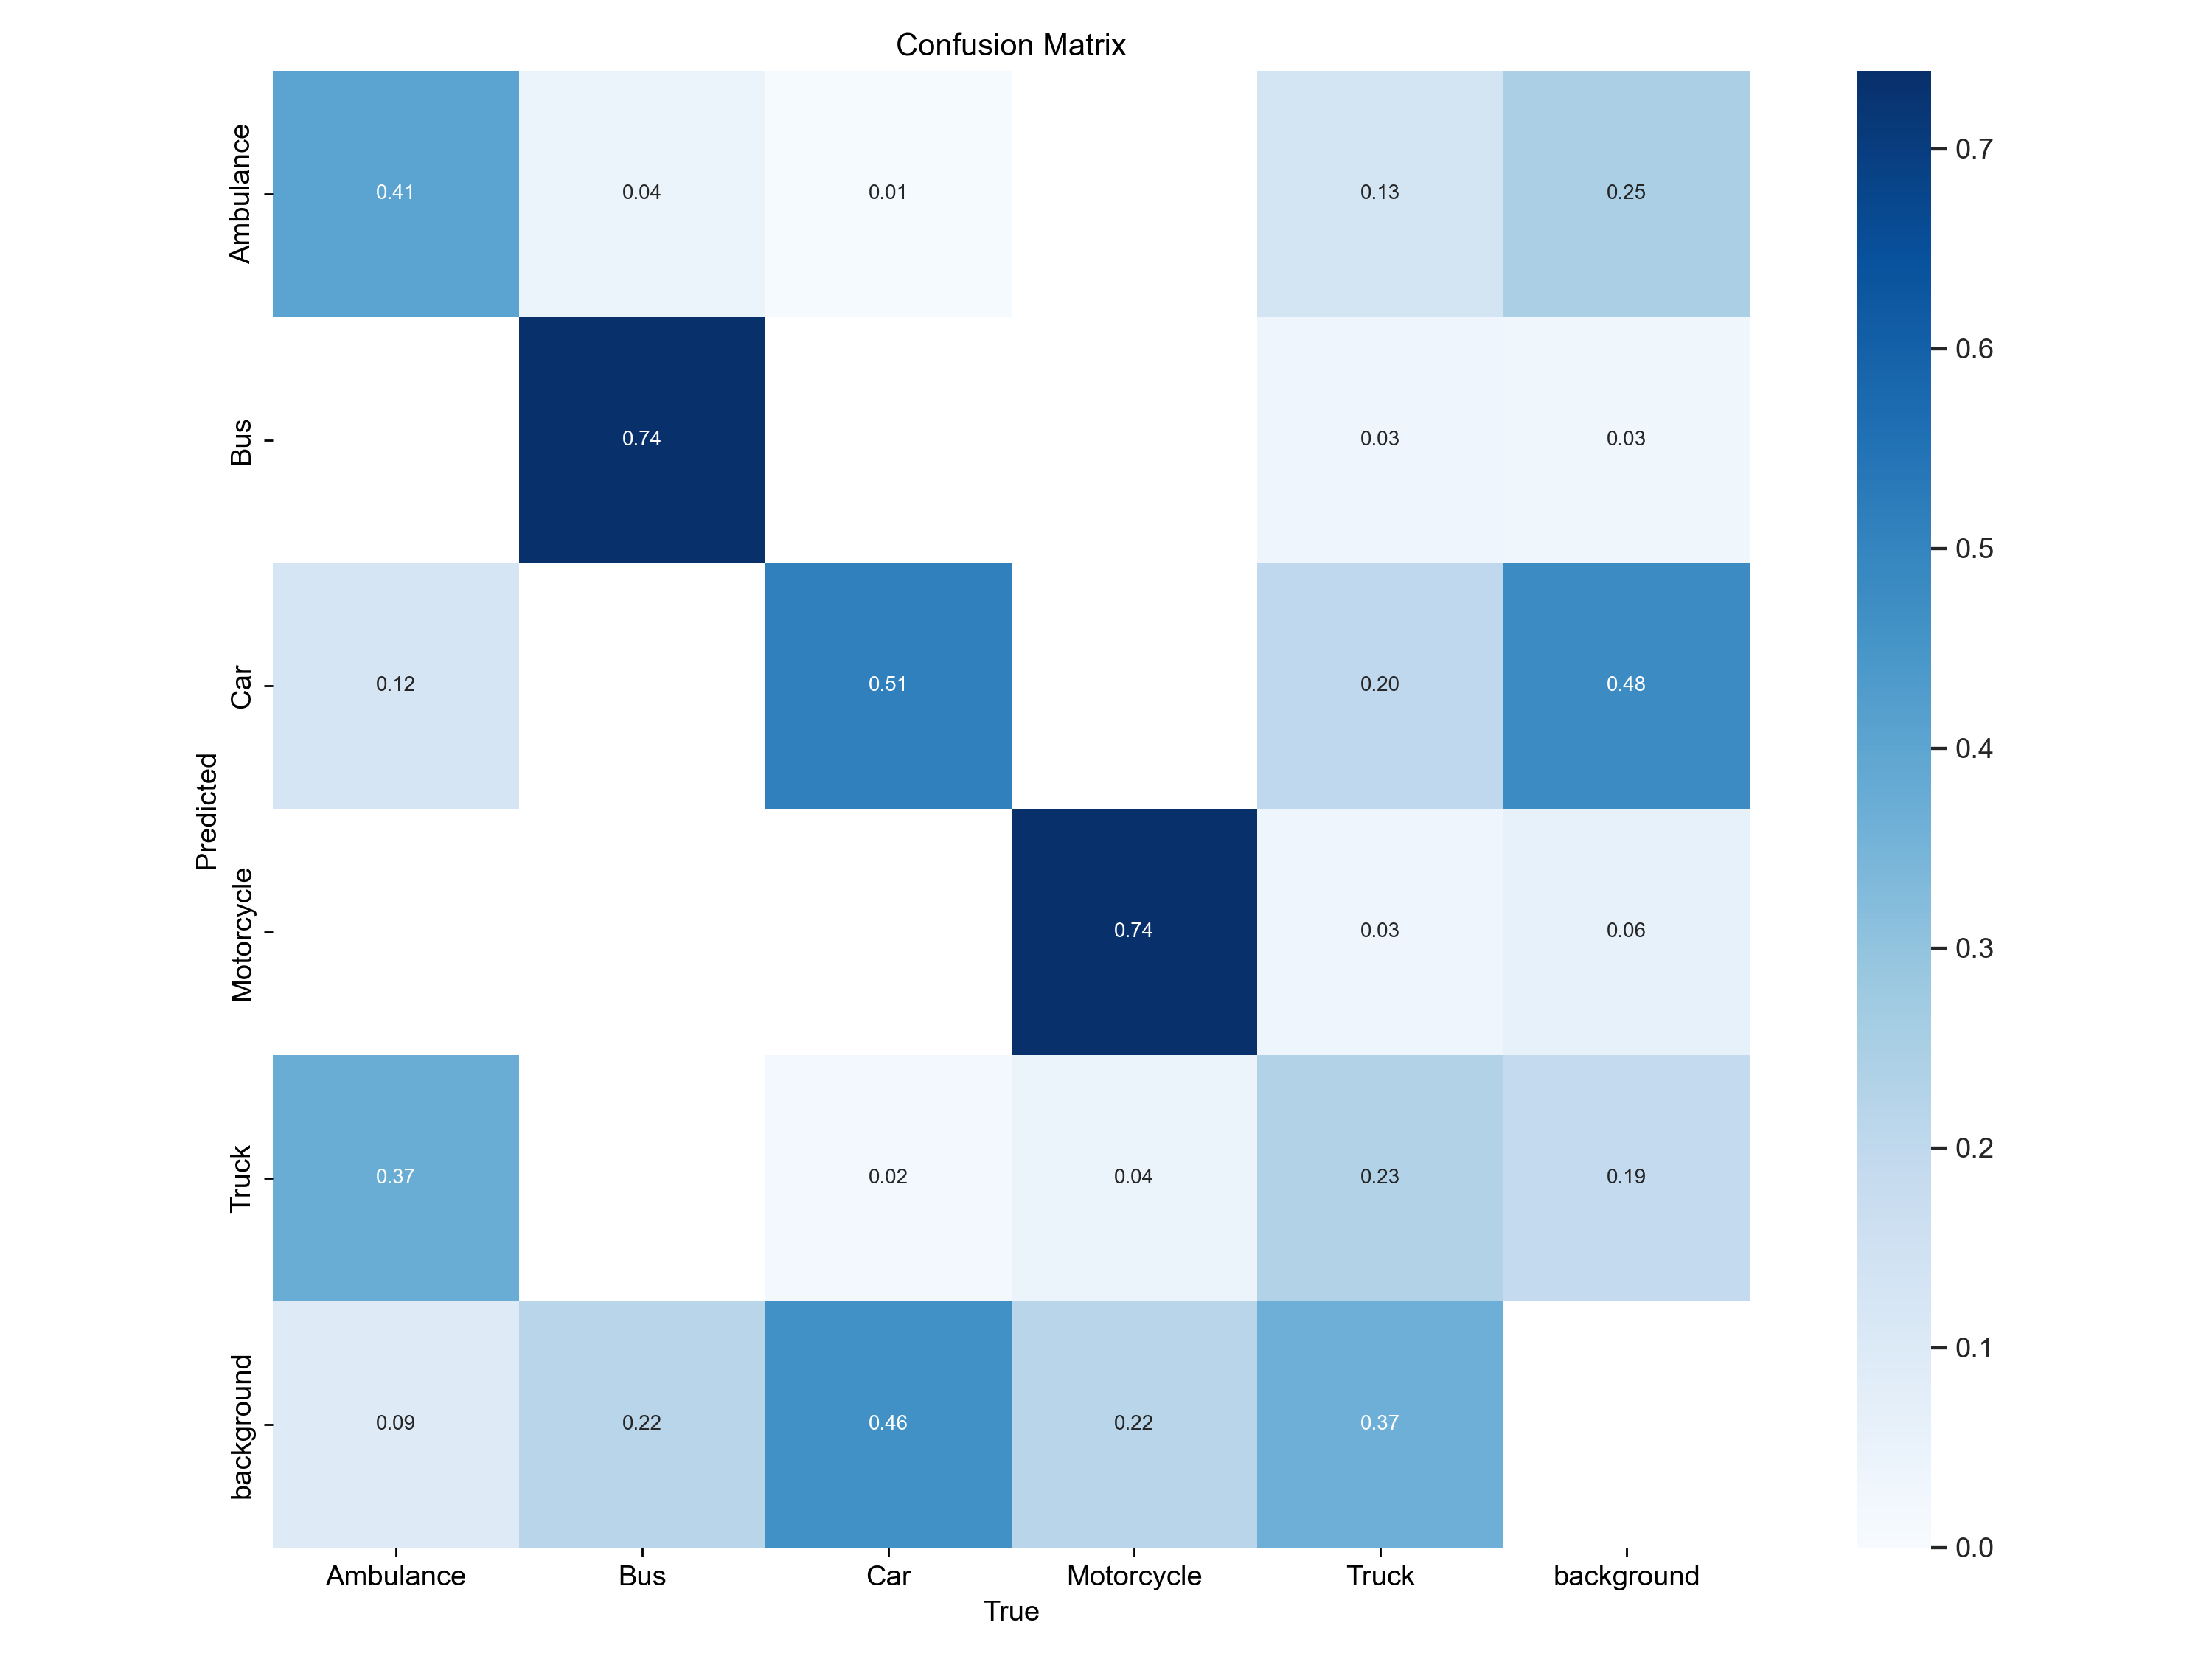 Confusion Matrix
Ambulance 0.41 0.04 0.01 0.13 0.25
Bus 0.74 0.03 0.03
Car 0.12 0.51 0.20 0.48
Motorcycle 0.74 0.03 0.06
Truck 0.37 0.02 0.04 0.23 0.19
background 0.09 0.22 0.46 0.22 0.37
Predicted
Ambulance Bus Car Motorcycle Truck background
True
0.7
0.6
0.5
0.4
0.3
0.2
0.1
0.0